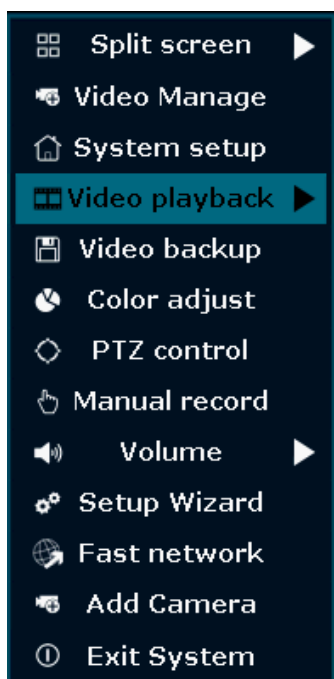 Split screen
Video Manage
System setup
Video playback
Video backup
Color adjust
PTZ control
Manual record
Volume
Setup Wizard
Fast network
Add Camera
Exit System